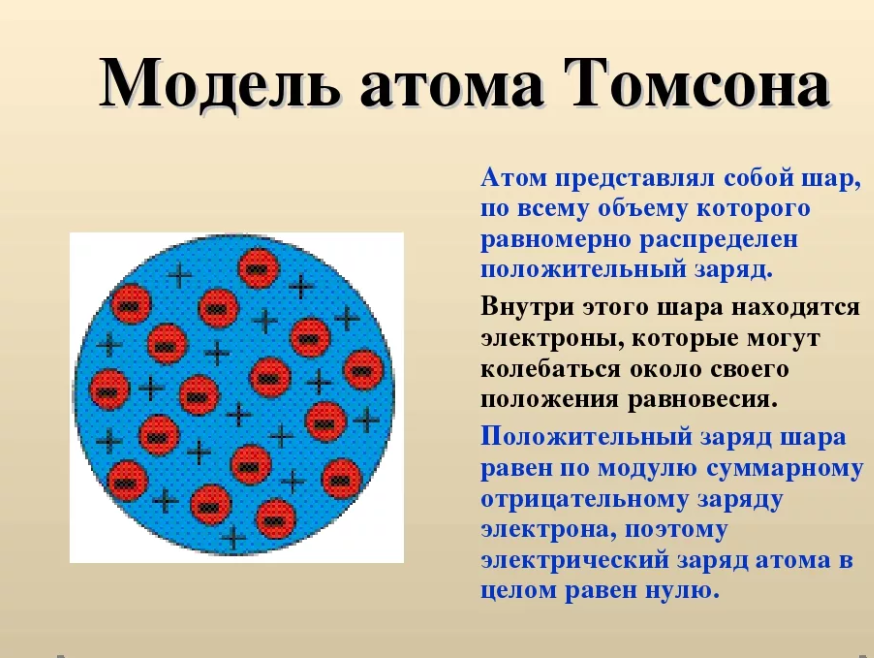 Модель атома Томсона
Атом представлял собой шар,
по всему объему которого
равномерно распределен
положительный заряд.
Внутри этого шара находятся
электроны, которые могут
колебаться около своего
положения равновесия.
Положительный заряд шара
равен по модулю суммарному
отрицательному заряду
электрона, поэтому
электрический заряд атома в
целом равен нулю.